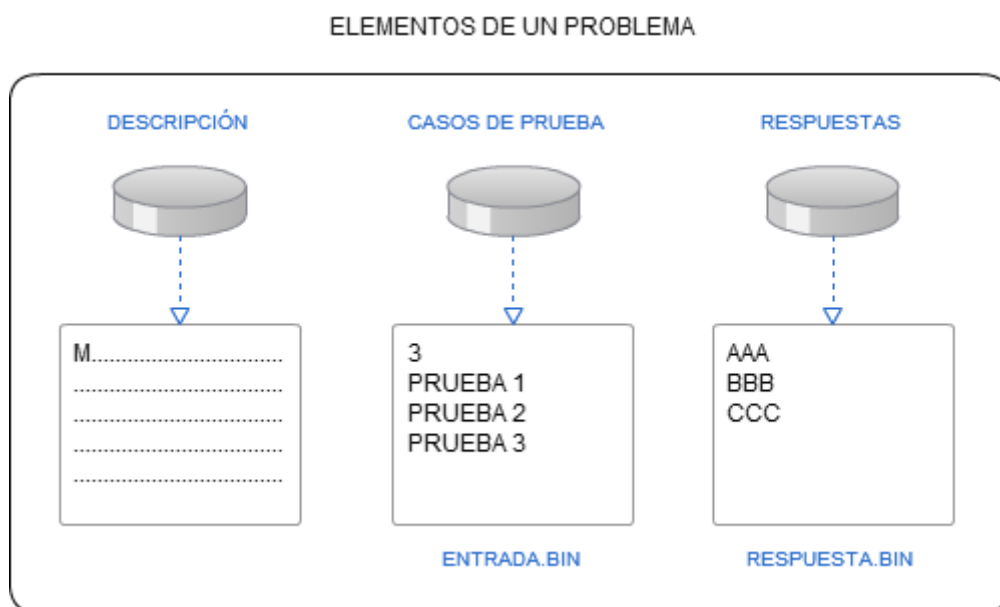 ELEMENTOS DE UN PROBLEMA
DESCRIPCIÓN
CASOS DE PRUEBA
RESPUESTAS
M................................
...................................
...................................
...................................
...................................
3
PRUEBA 1
PRUEBA 2
PRUEBA 3
AAA
BBB
CCC
ENTRADA.BIN
RESPUESTA.BIN